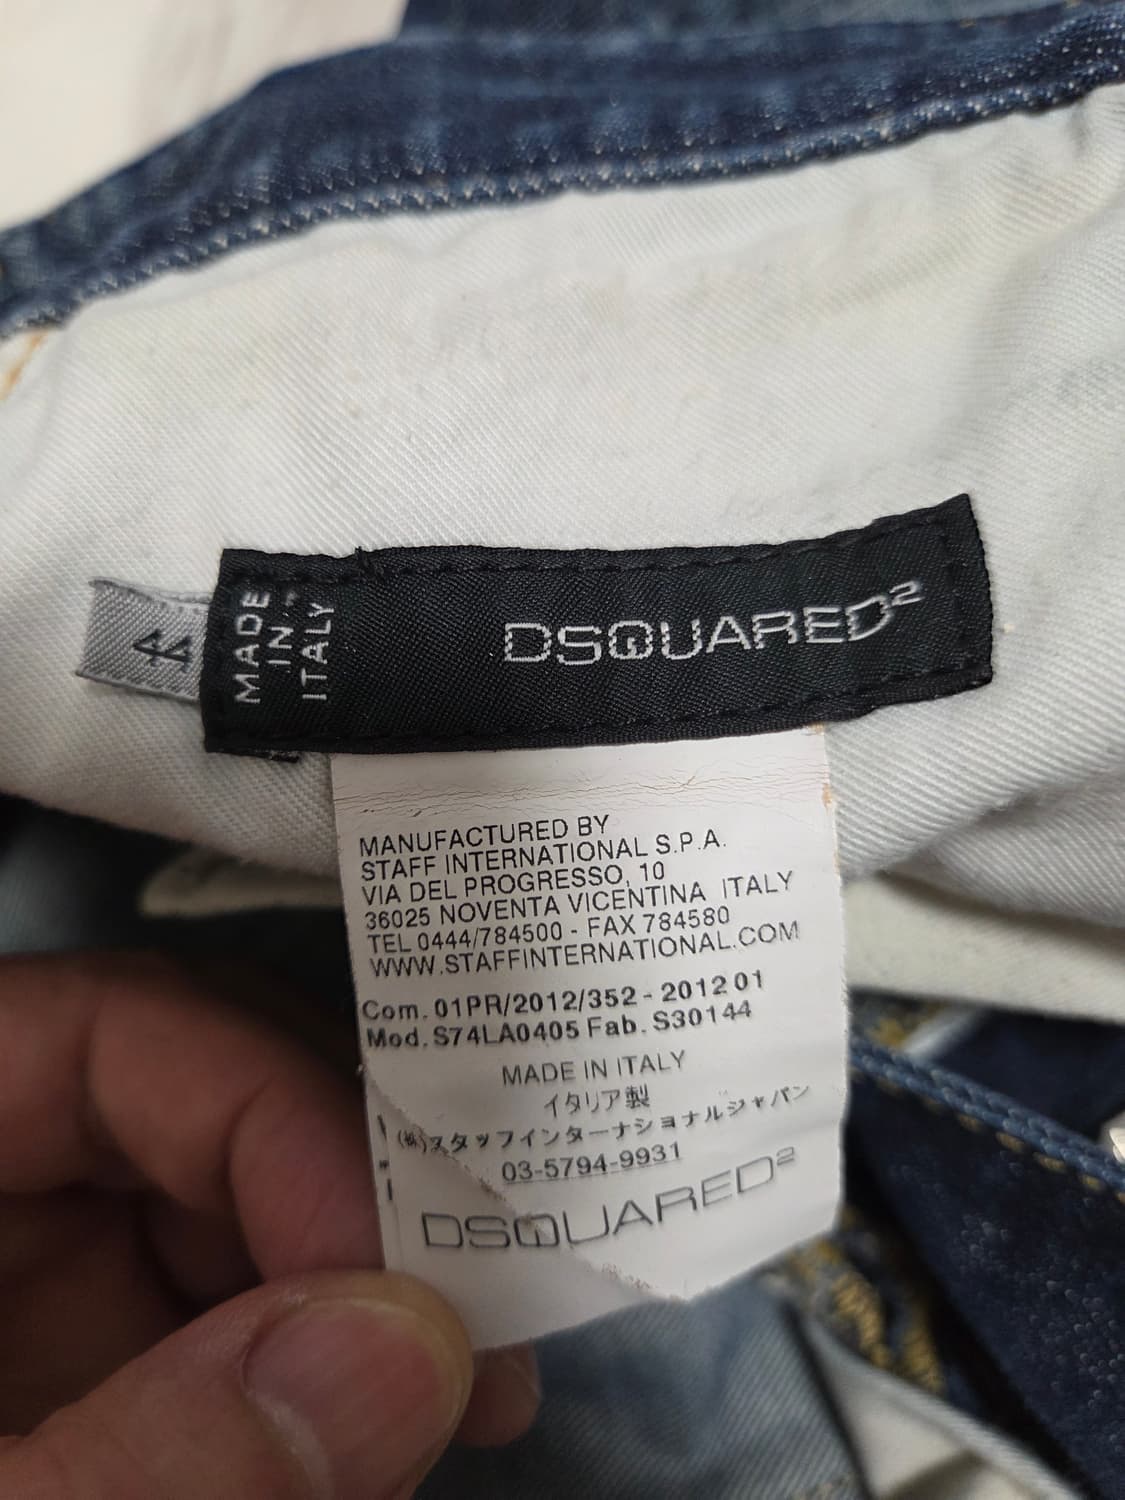 44
MADE
IN
ITALY
DSQUARED2
MANUFACTURED BY
STAFF INTERNATIONAL S.P.A.
VIA DEL PROGRESSO, 10
36025 NOVENTA VICENTINA ITALY
TEL 0444/784500 - FAX 784580
WWW.STAFFINTERNATIONAL.COM
Com. 01PR/2012/352 - 2012 01
Mod. S74LA0405 Fab. S30144
MADE IN ITALY
イタリア製
(株)スタッフインターナショナルジャパン
03-5794-9931
DSQUARED2